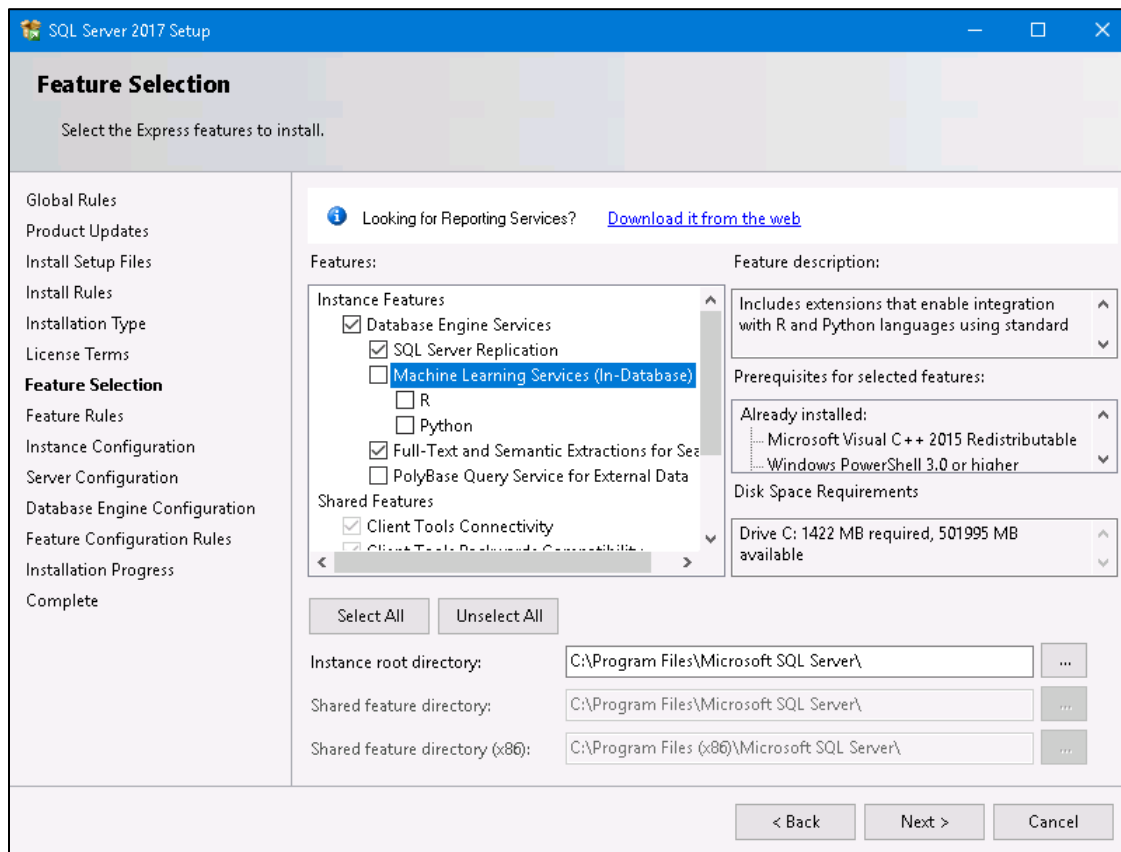 SQL Server 2017 Setup
Feature Selection
Select the Express features to install.
Global Rules
Product Updates
Install Setup Files
Install Rules
Installation Type
License Terms
Feature Selection
Feature Rules
Instance Configuration
Server Configuration
Database Engine Configuration
Feature Configuration Rules
Installation Progress
Complete
Looking for Reporting Services? Download it from the web
Features:
Instance Features
Database Engine Services
SQL Server Replication
Machine Learning Services (In-Database)
R
Python
Full-Text and Semantic Extractions for Sea
PolyBase Query Service for External Data
Shared Features
Client Tools Connectivity
Client Tools Backwards Compatibility
Feature description:
Includes extensions that enable integration
with R and Python languages using standard
Prerequisites for selected features:
Already installed:
Microsoft Visual C++ 2015 Redistributable
Windows PowerShell 3.0 or higher
Disk Space Requirements
Drive C: 1422 MB required, 501995 MB
available
Select All
Unselect All
Instance root directory: C:\Program Files\Microsoft SQL Server\ ...
Shared feature directory: C:\Program Files\Microsoft SQL Server\ ...
Shared feature directory (x86): C:\Program Files (x86)\Microsoft SQL Server\ ...
< Back
Next >
Cancel